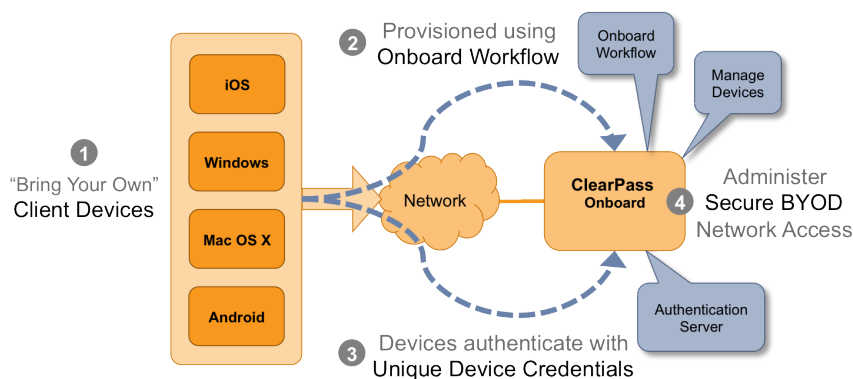 1
“Bring Your Own”
Client Devices
iOS
Windows
Mac OS X
Android
2
Provisioned using
Onboard Workflow
Network
3
Devices authenticate with
Unique Device Credentials
Onboard
Workflow
Manage
Devices
ClearPass
Onboard
4
Administer
Secure BYOD
Network Access
Authentication
Server